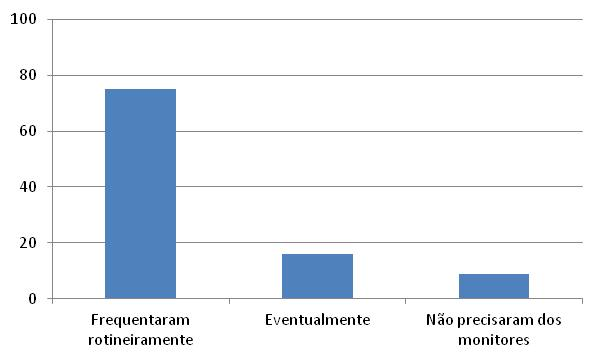 100
80
60
40
20
0
Frequentaram
rotineiramente
Eventualmente
Não precisaram dos
monitores